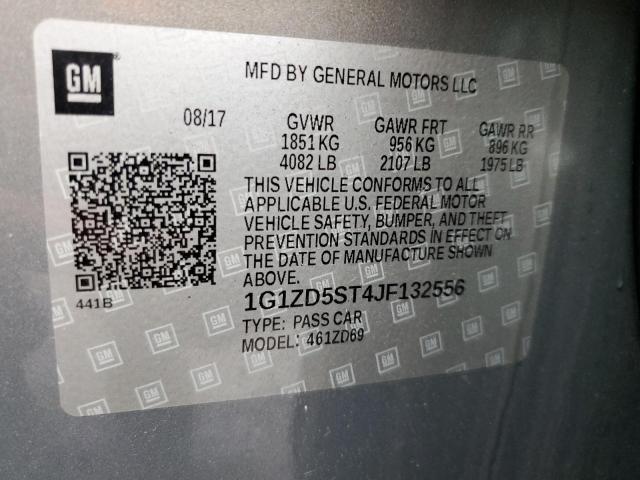 GM
MFD BY GENERAL MOTORS LLC
08/17 GVWR GAWR FRT GAWR RR
1851 KG 956 KG 896 KG
4082 LB 2107 LB 1975 LB
THIS VEHICLE CONFORMS TO ALL
APPLICABLE U.S. FEDERAL MOTOR
VEHICLE SAFETY, BUMPER, AND THEFT
PREVENTION STANDARDS IN EFFECT ON
THE DATE OF MANUFACTURE SHOWN
ABOVE.
441B
1G1ZD5ST4JF132556
TYPE: PASS CAR
MODEL: 461ZD69